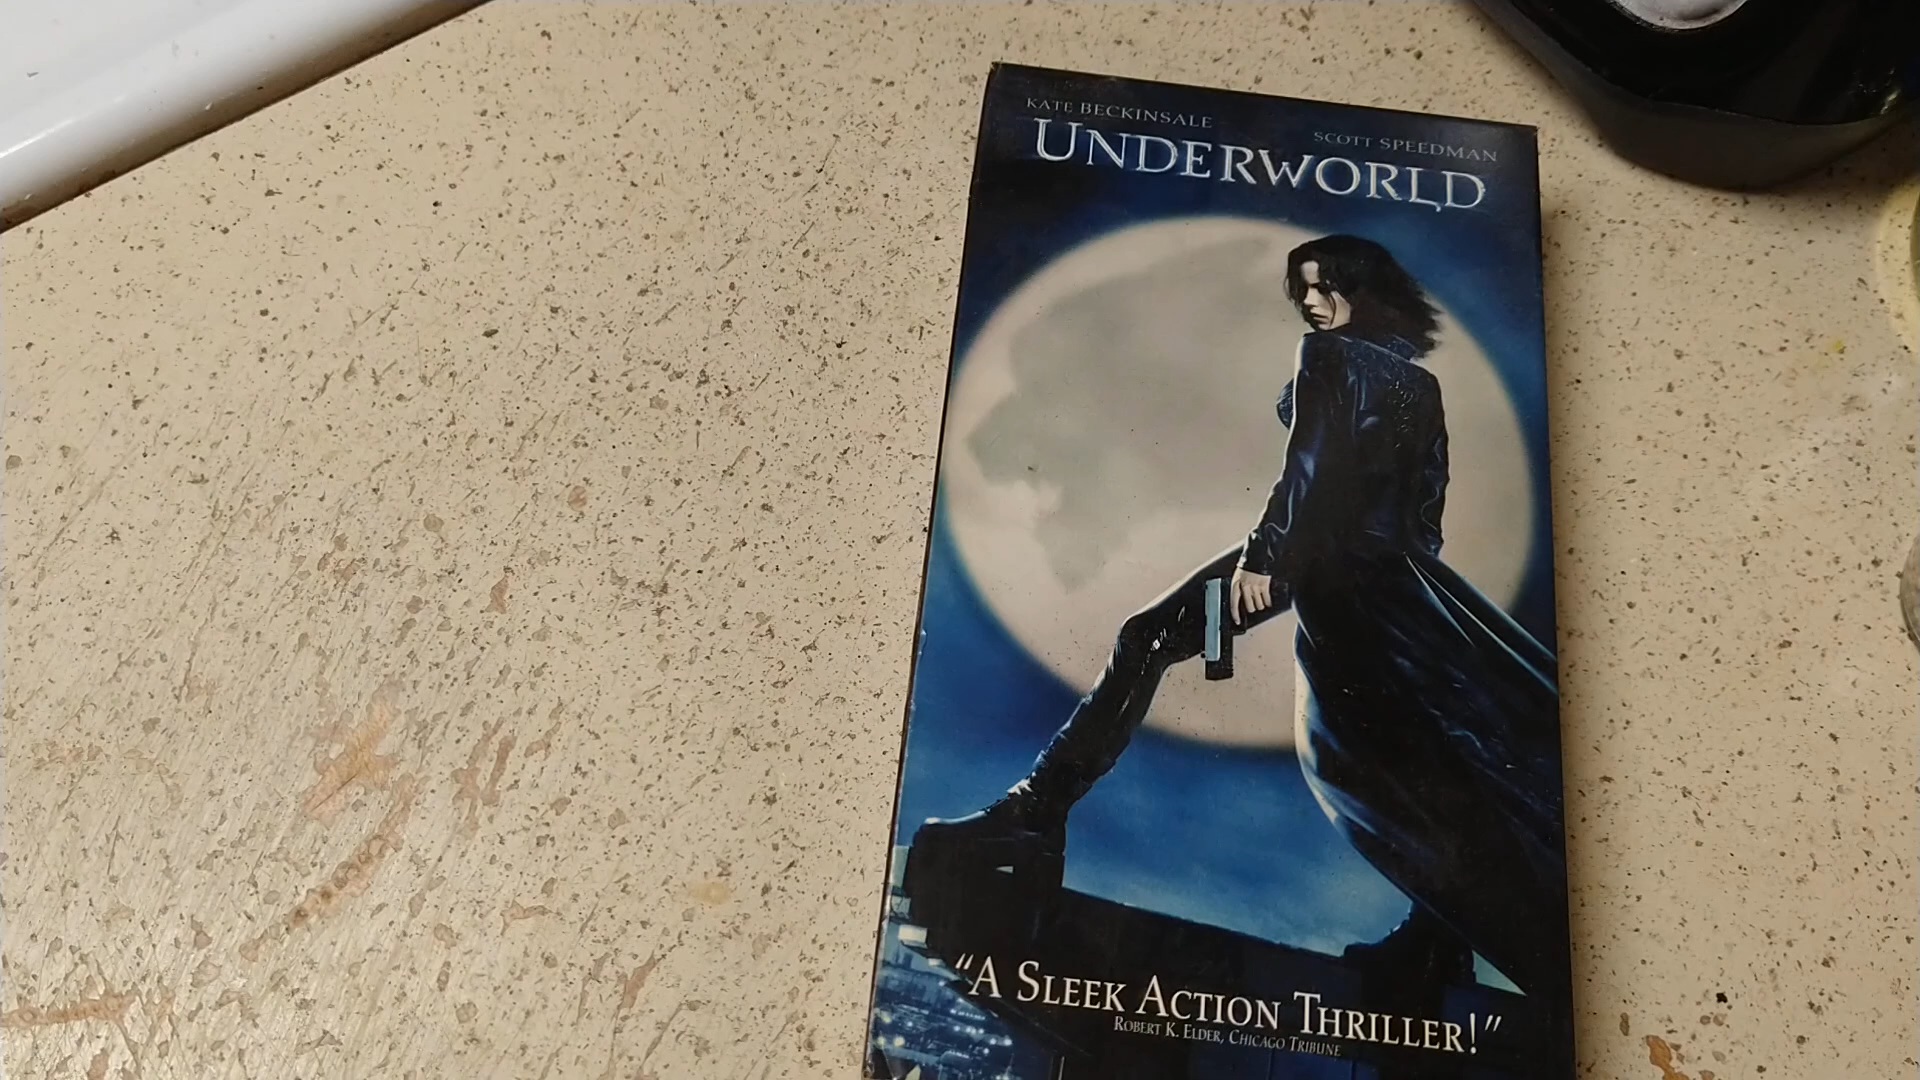 KATE BECKINSALE
SCOTT SPEEDMAN
UNDERWORLD
"A SLEEK ACTION THRILLER!"
ROBERT K. ELDER, CHICAGO TRIBUNE